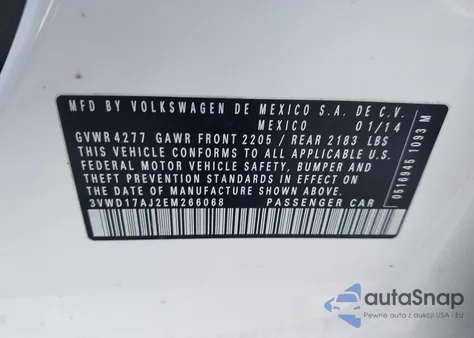 MFD BY VOLKSWAGEN DE MEXICO S.A. DE C.V.
MEXICO 01/14
GVWR 4277 GAWR FRONT 2205 / REAR 2183 LBS
THIS VEHICLE CONFORMS TO ALL APPLICABLE U.S.
FEDERAL MOTOR VEHICLE SAFETY, BUMPER AND
THEFT PREVENTION STANDARDS IN EFFECT ON THE
DATE OF MANUFACTURE SHOWN ABOVE.
3VWD17AJ2EM266068 PASSENGER CAR
0516945 1093 M
autoSnap
Pewne auta z aukcji USA i EU